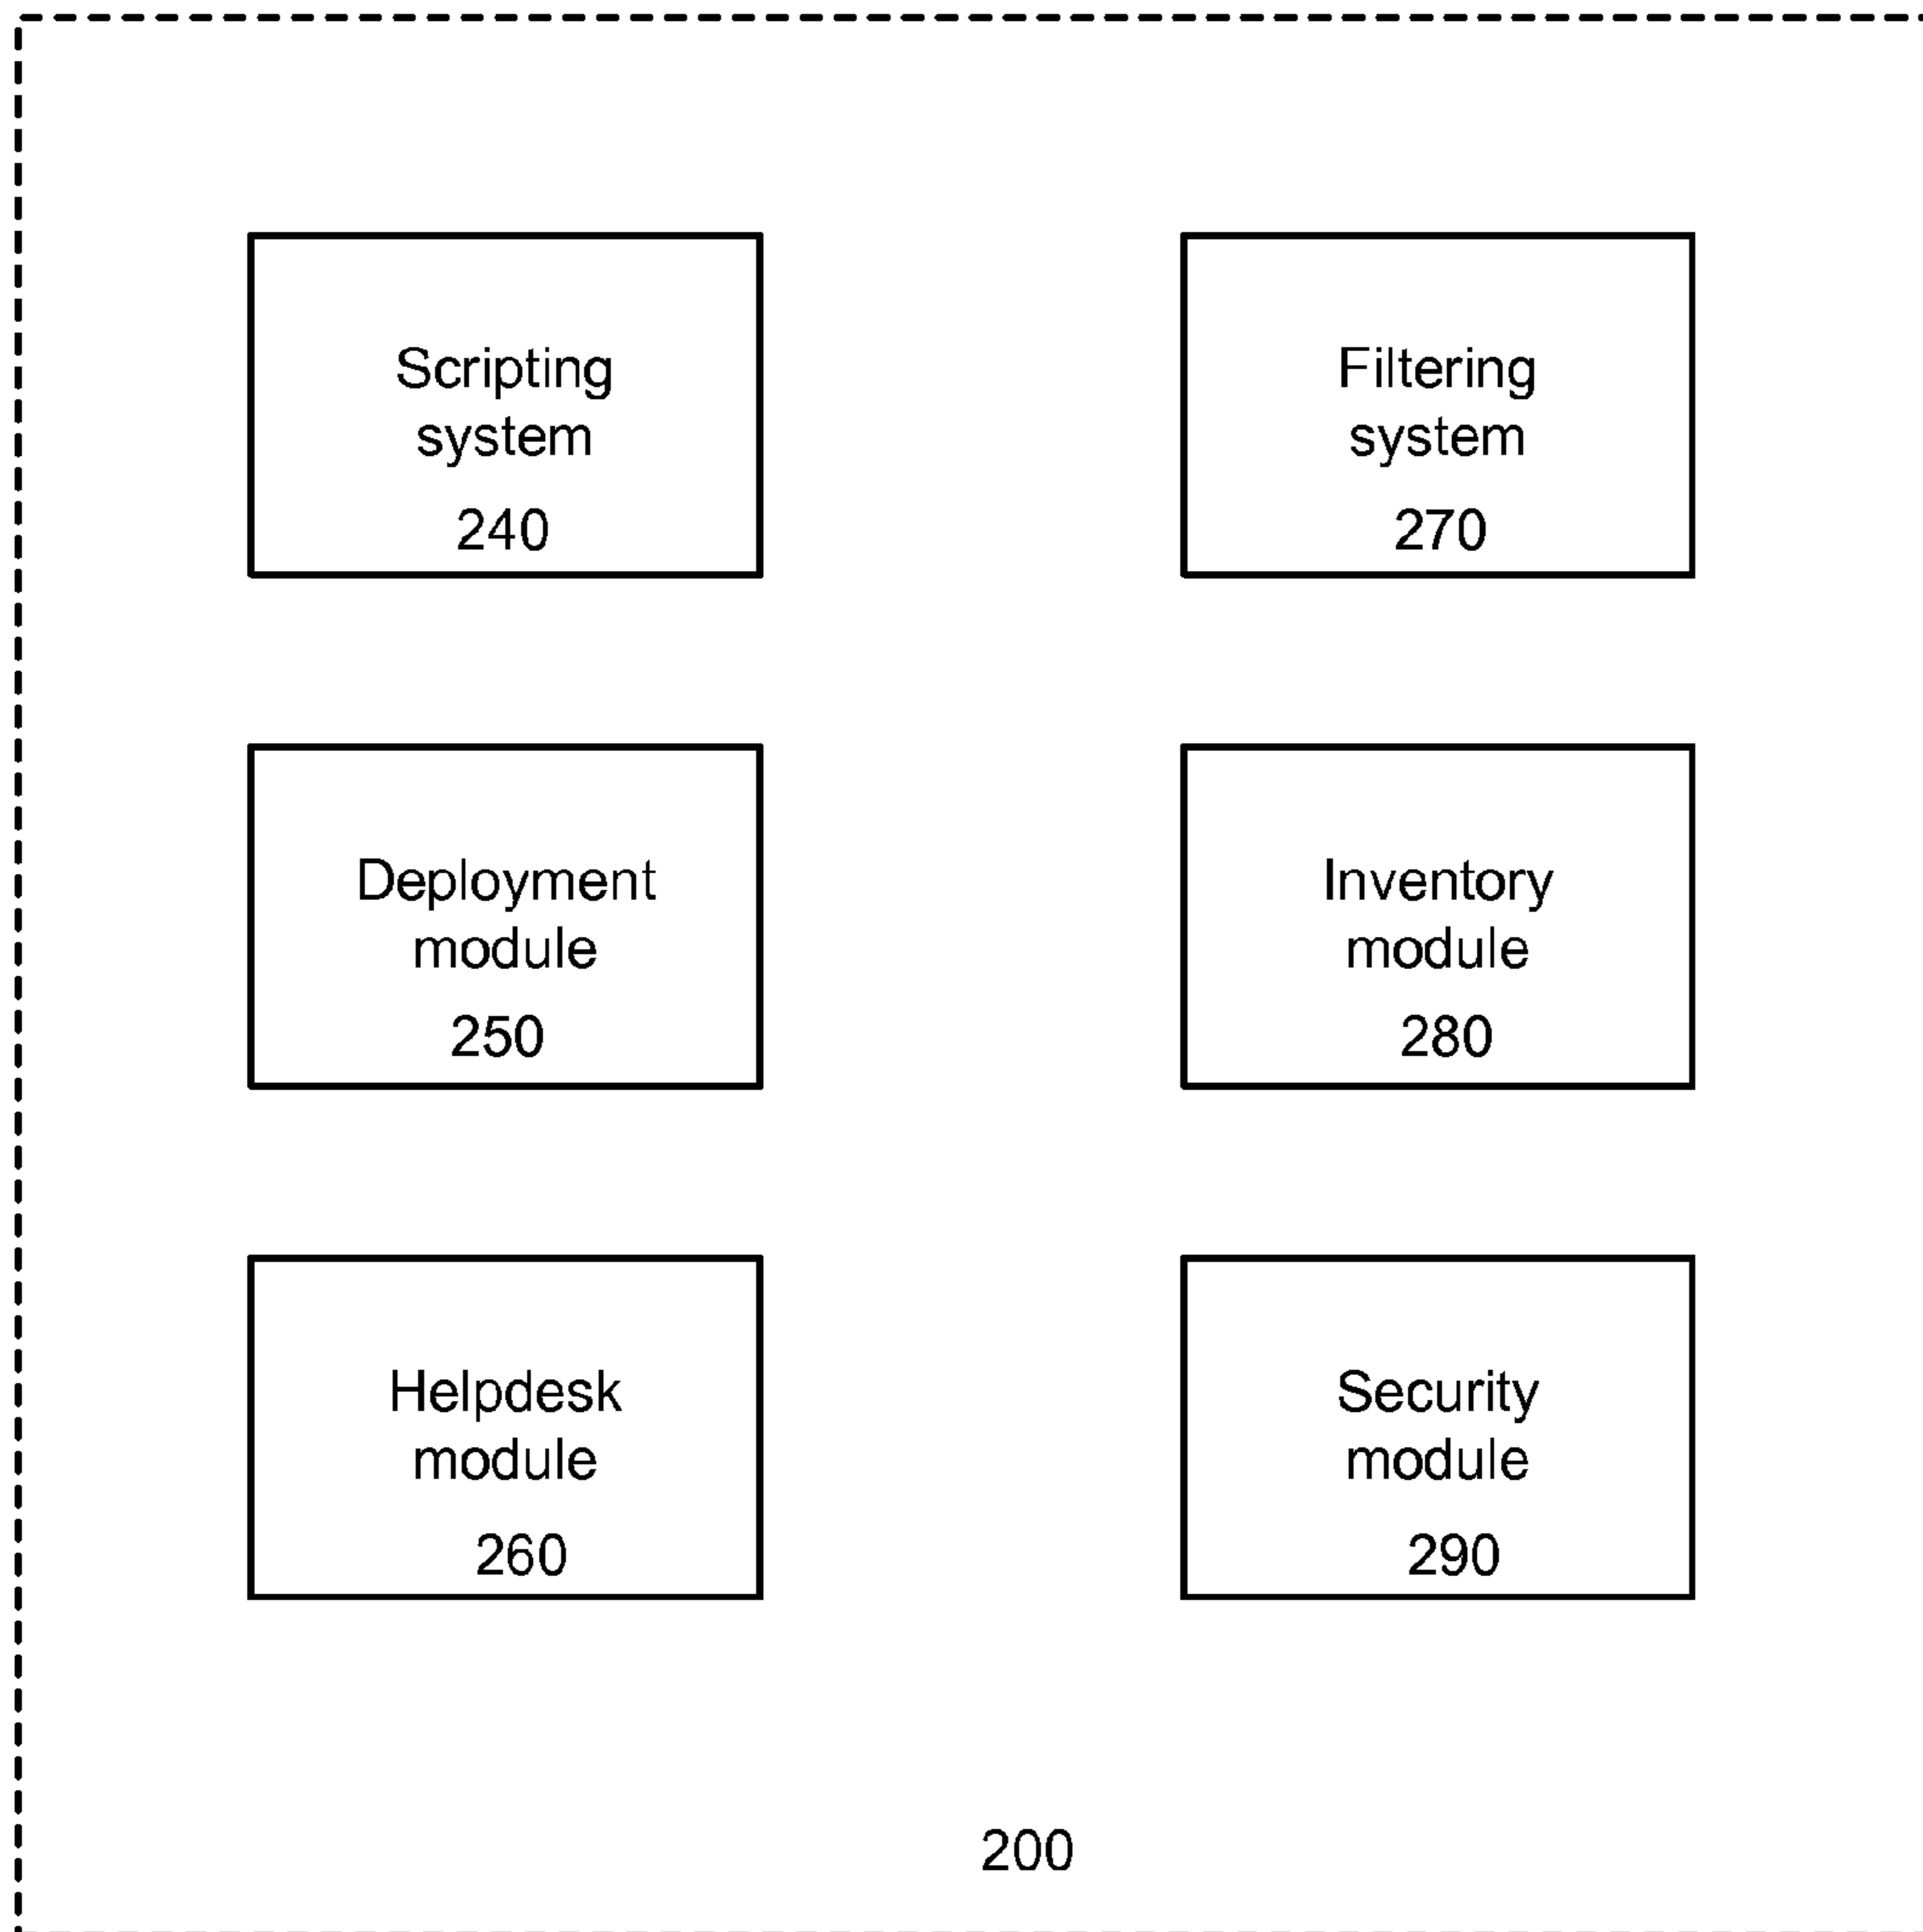 Scripting
system
240
Filtering
system
270
Deployment
module
250
Inventory
module
280
Helpdesk
module
260
Security
module
290
200